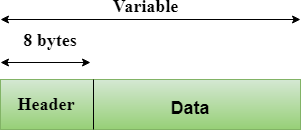 Variable
8 bytes
Header
Data